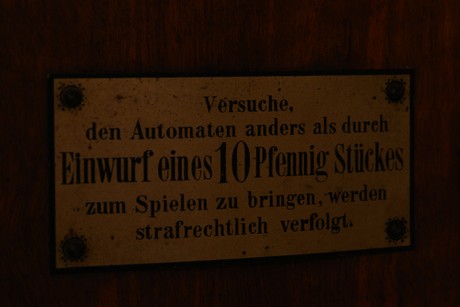 Versuche,
den Automaten anders als durch
Einwurf eines 10 Pfennig Stückes
zum Spielen zu bringen, werden
strafrechtlich verfolgt.